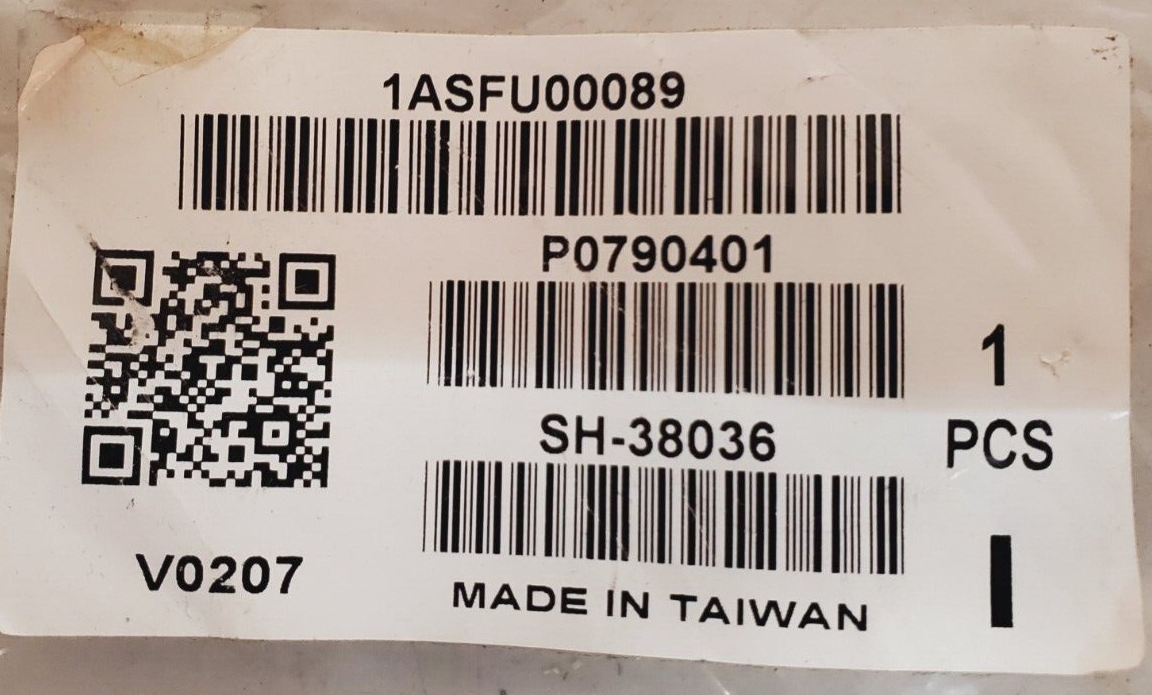 1ASFU00089
P0790401
1
SH-38036
PCS
V0207
MADE IN TAIWAN
I